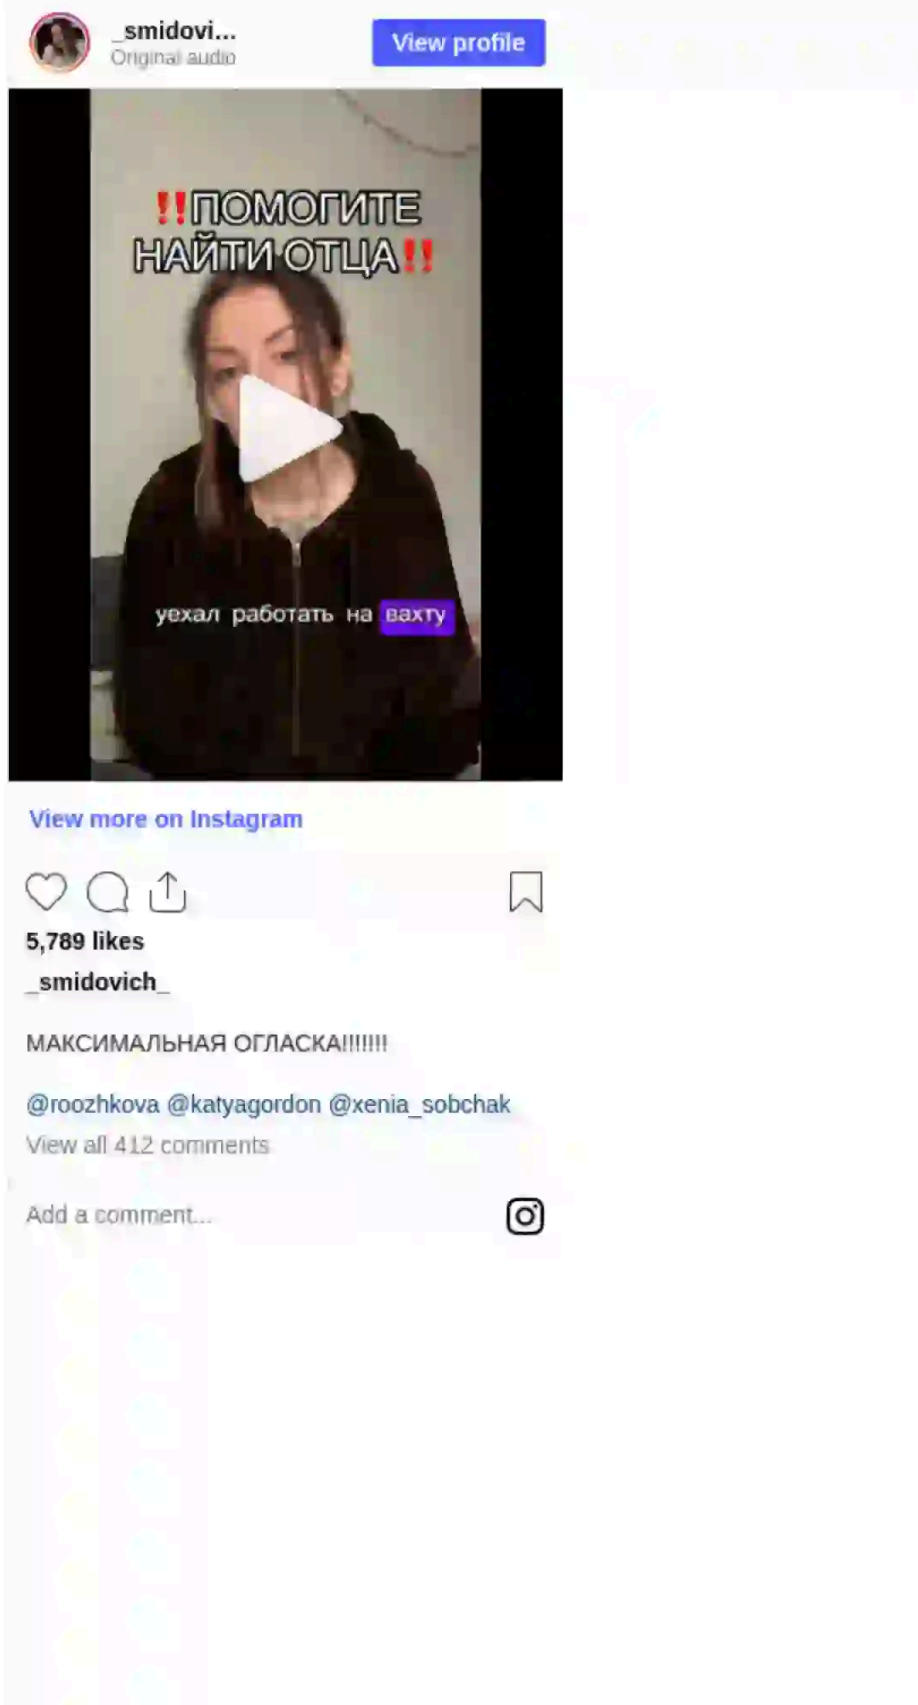 _smidovi...
Original audio
View profile
‼ПОМОГИТЕ
НАЙТИ ОТЦА‼
уехал работать на вахту
View more on Instagram
5,789 likes
_smidovich_
МАКСИМАЛЬНАЯ ОГЛАСКА!!!!!!!
@roozhkova @katyagordon @xenia_sobchak
View all 412 comments
Add a comment...